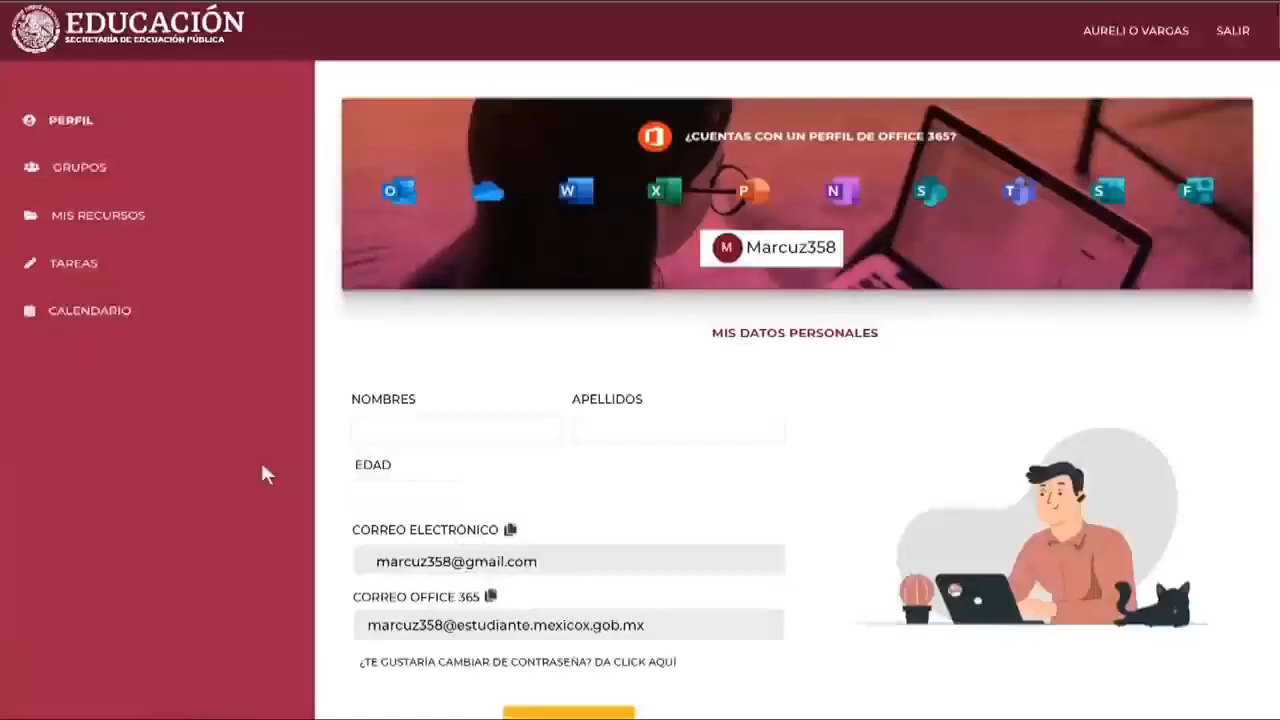 EDUCACIÓN
SECRETARÍA DE EDCUACIÓN PÚBLICA
AURELI O VARGAS
SALIR
PERFIL
GRUPOS
MIS RECURSOS
TAREAS
CALENDARIO
¿CUENTAS CON UN PERFIL DE OFFICE 365?
O
W
X
P
N
S
T
S
F
M Marcuz358
MIS DATOS PERSONALES
NOMBRES
APELLIDOS
EDAD
CORREO ELECTRÓNICO
marcuz358@gmail.com
CORREO OFFICE 365
marcuz358@estudiante.mexicox.gob.mx
¿TE GUSTARÍA CAMBIAR DE CONTRASEÑA? DA CLICK AQUÍ